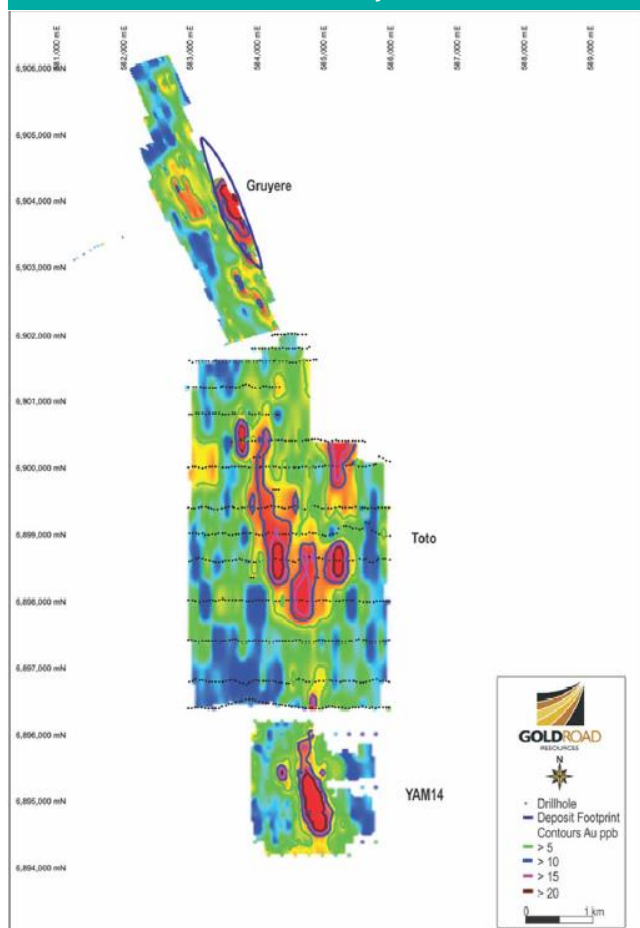 581,000 mE
582,000 mE
583,000 mE
584,000 mE
585,000 mE
586,000 mE
587,000 mE
588,000 mE
589,000 mE
6,906,000 mN
6,905,000 mN
6,904,000 mN
Gruyere
6,903,000 mN
6,902,000 mN
6,901,000 mN
6,900,000 mN
6,899,000 mN
Toto
6,898,000 mN
6,897,000 mN
6,896,000 mN
6,895,000 mN
YAM14
6,894,000 mN
GOLDROAD
RESOURCES
N
Drillhole
Deposit Footprint
Contours Au ppb
> 5
> 10
> 15
> 20
0 1 km